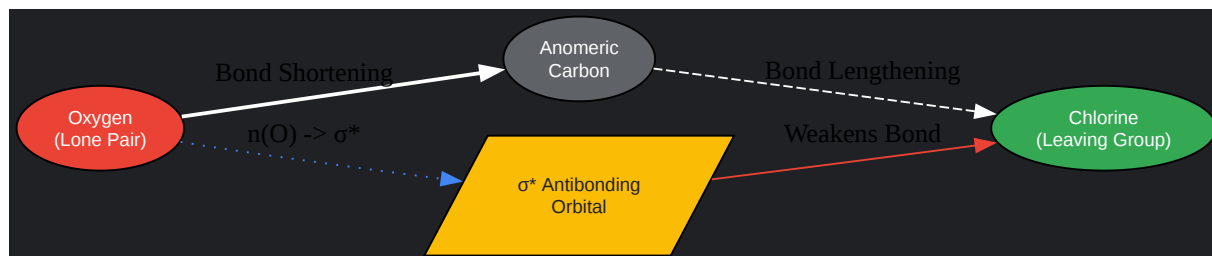 Anomeric
Carbon
Bond Shortening
Bond Lengthening
Oxygen
(Lone Pair)
n(O) -> σ*
Weakens Bond
Chlorine
(Leaving Group)
σ* Antibonding
Orbital